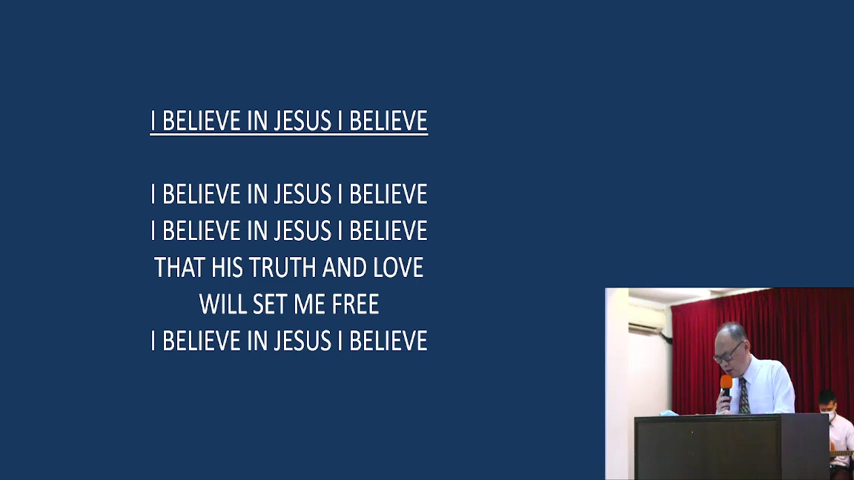 I BELIEVE IN JESUS I BELIEVE
I BELIEVE IN JESUS I BELIEVE
I BELIEVE IN JESUS I BELIEVE
THAT HIS TRUTH AND LOVE
WILL SET ME FREE
I BELIEVE IN JESUS I BELIEVE